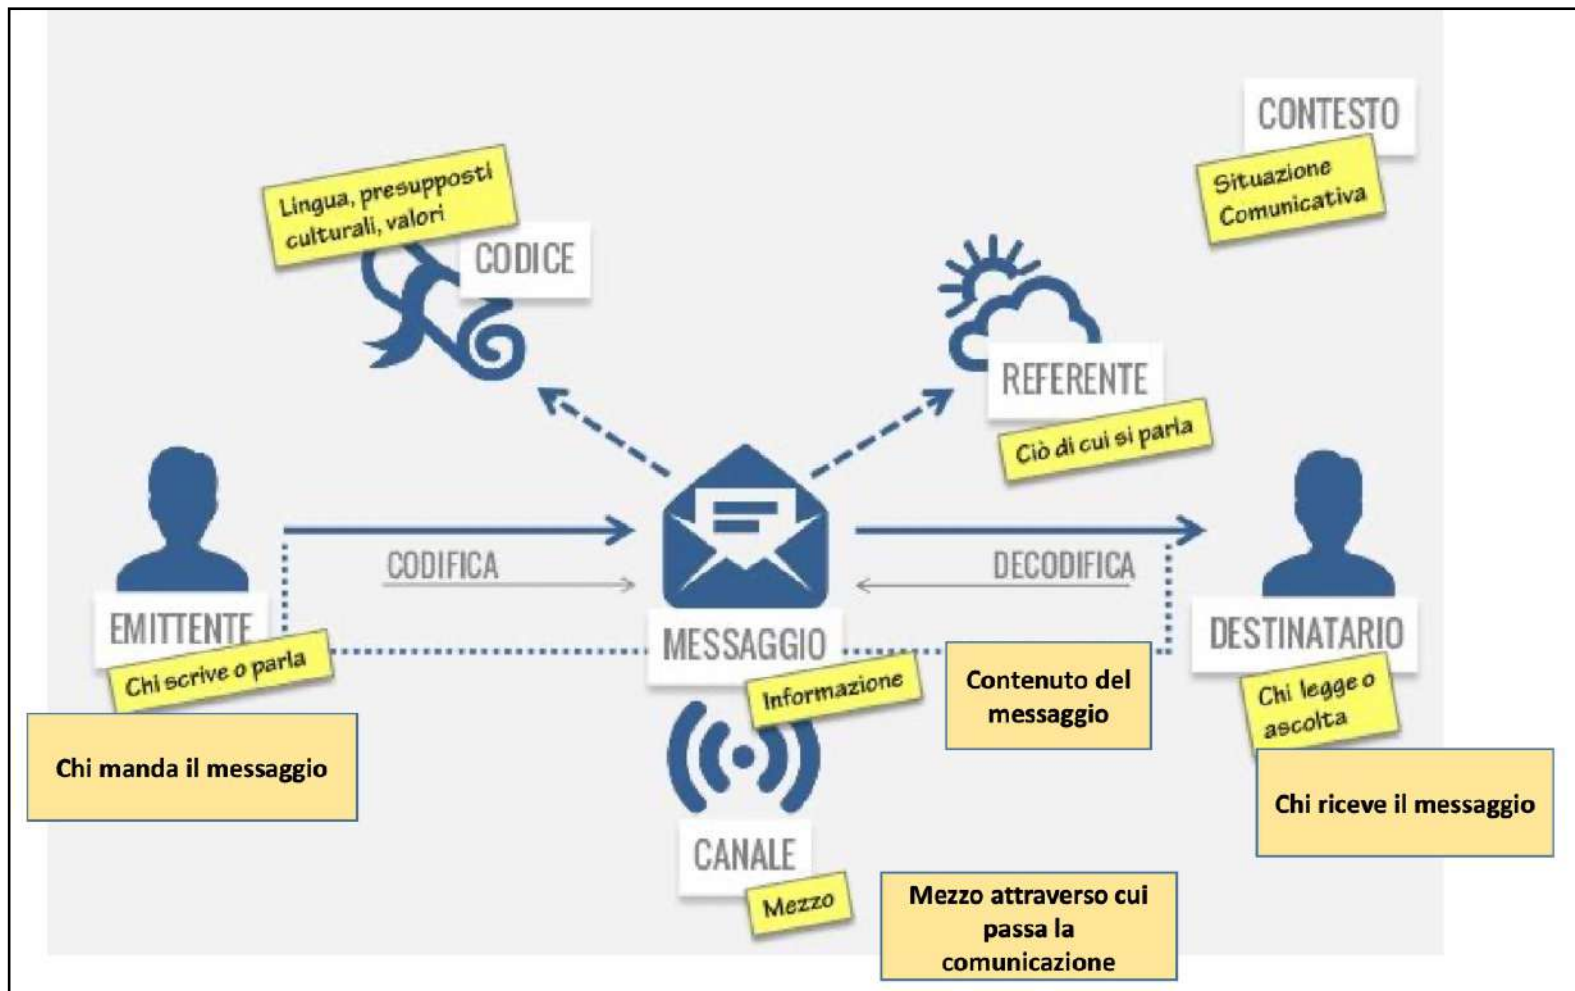 CONTESTO
Situazione
Comunicativa
Lingua, presupposti
culturali, valori
CODICE
REFERENTE
Ciò di cui si parla
CODIFICA
DECODIFICA
EMITTENTE
Chi scrive o parla
Chi manda il messaggio
MESSAGGIO
Informazione
Contenuto del
messaggio
DESTINATARIO
Chi legge o
ascolta
Chi riceve il messaggio
CANALE
Mezzo
Mezzo attraverso cui
passa la
comunicazione